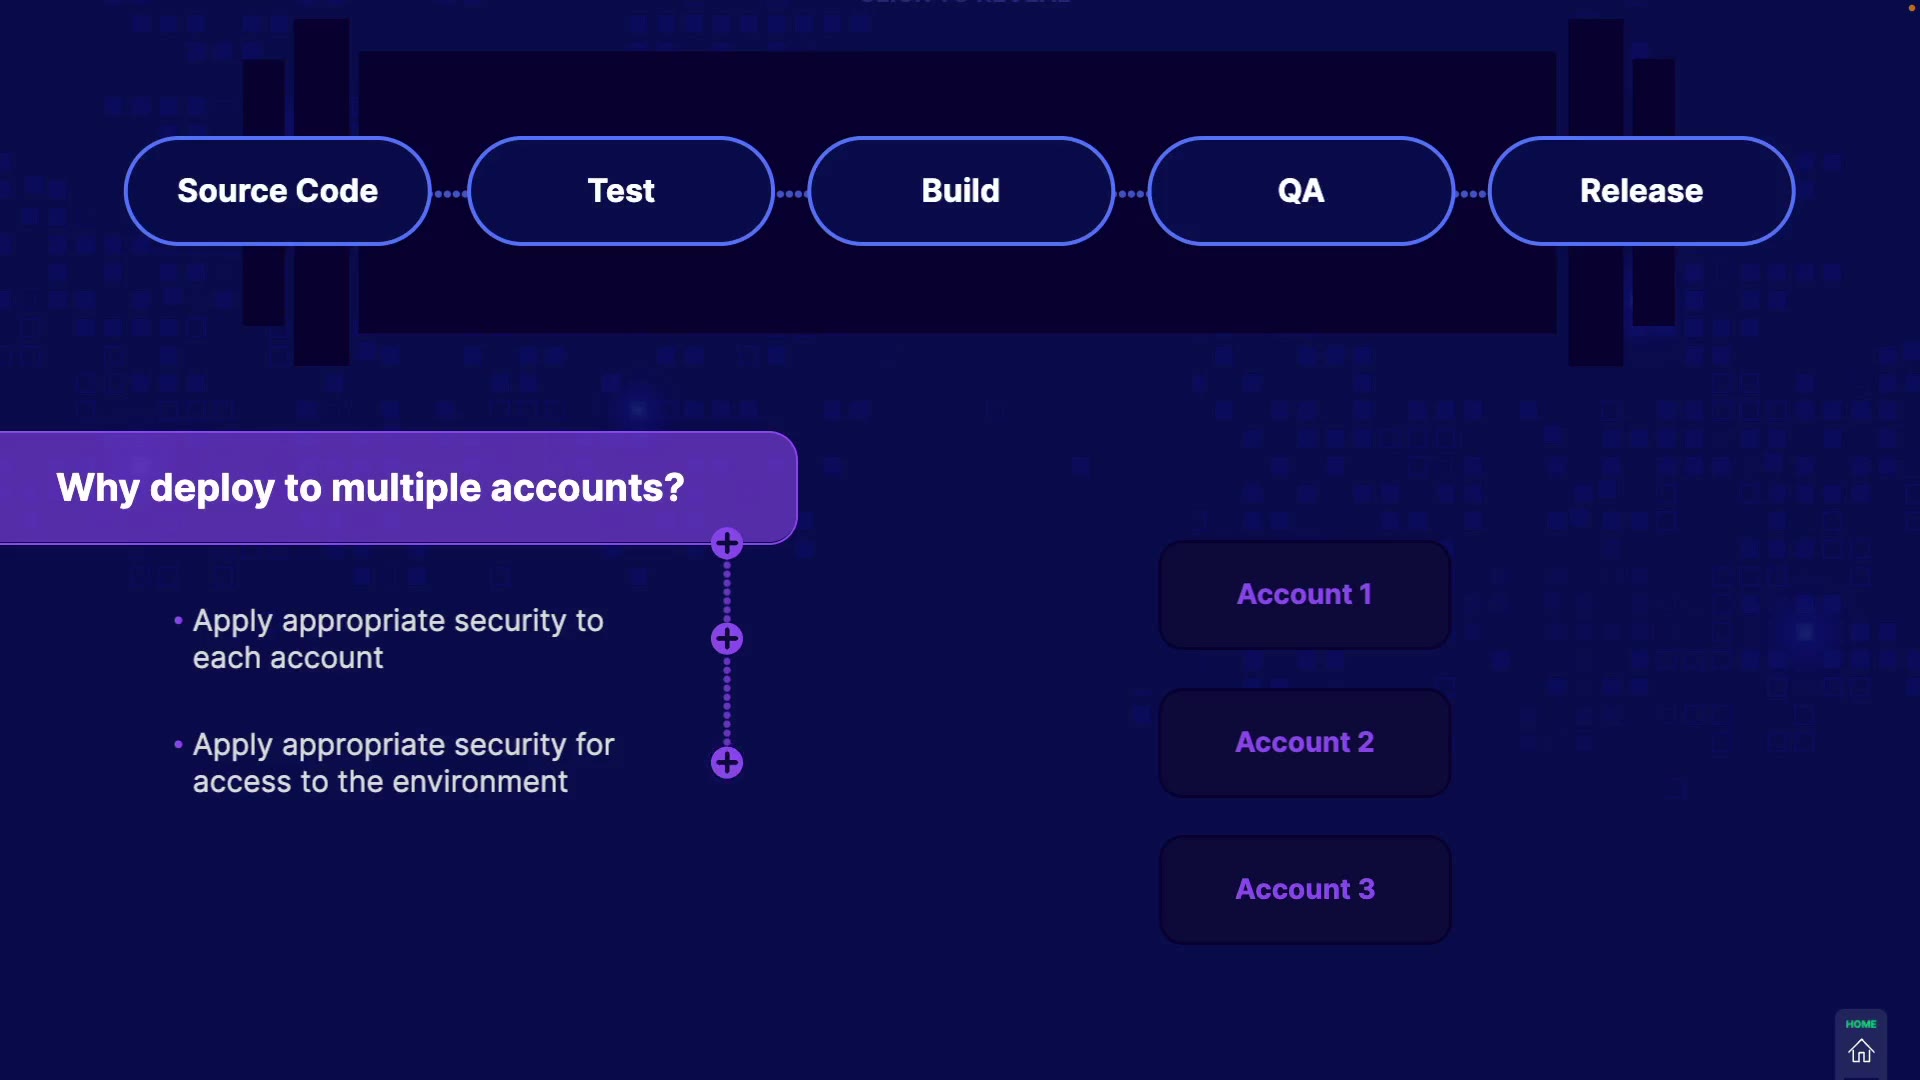 Source Code
Test
Build
QA
Release
Why deploy to multiple accounts?
• Apply appropriate security to
each account
• Apply appropriate security for
access to the environment
Account 1
Account 2
Account 3
HOME